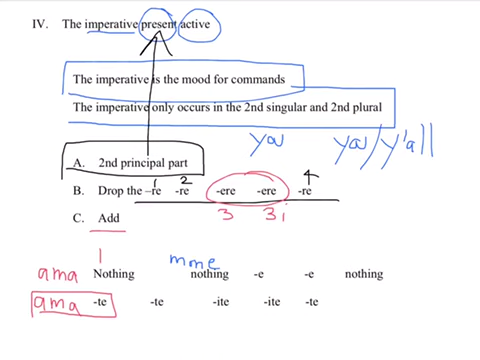 IV. The imperative present active
The imperative is the mood for commands
The imperative only occurs in the 2nd singular and 2nd plural
you you/y'all
A. 2nd principal part
1 2 4
B. Drop the –re -re -ere -ere -re
3 3i
C. Add
1
ama Nothing mme nothing -e -e nothing
ama -te -te -ite -ite -te